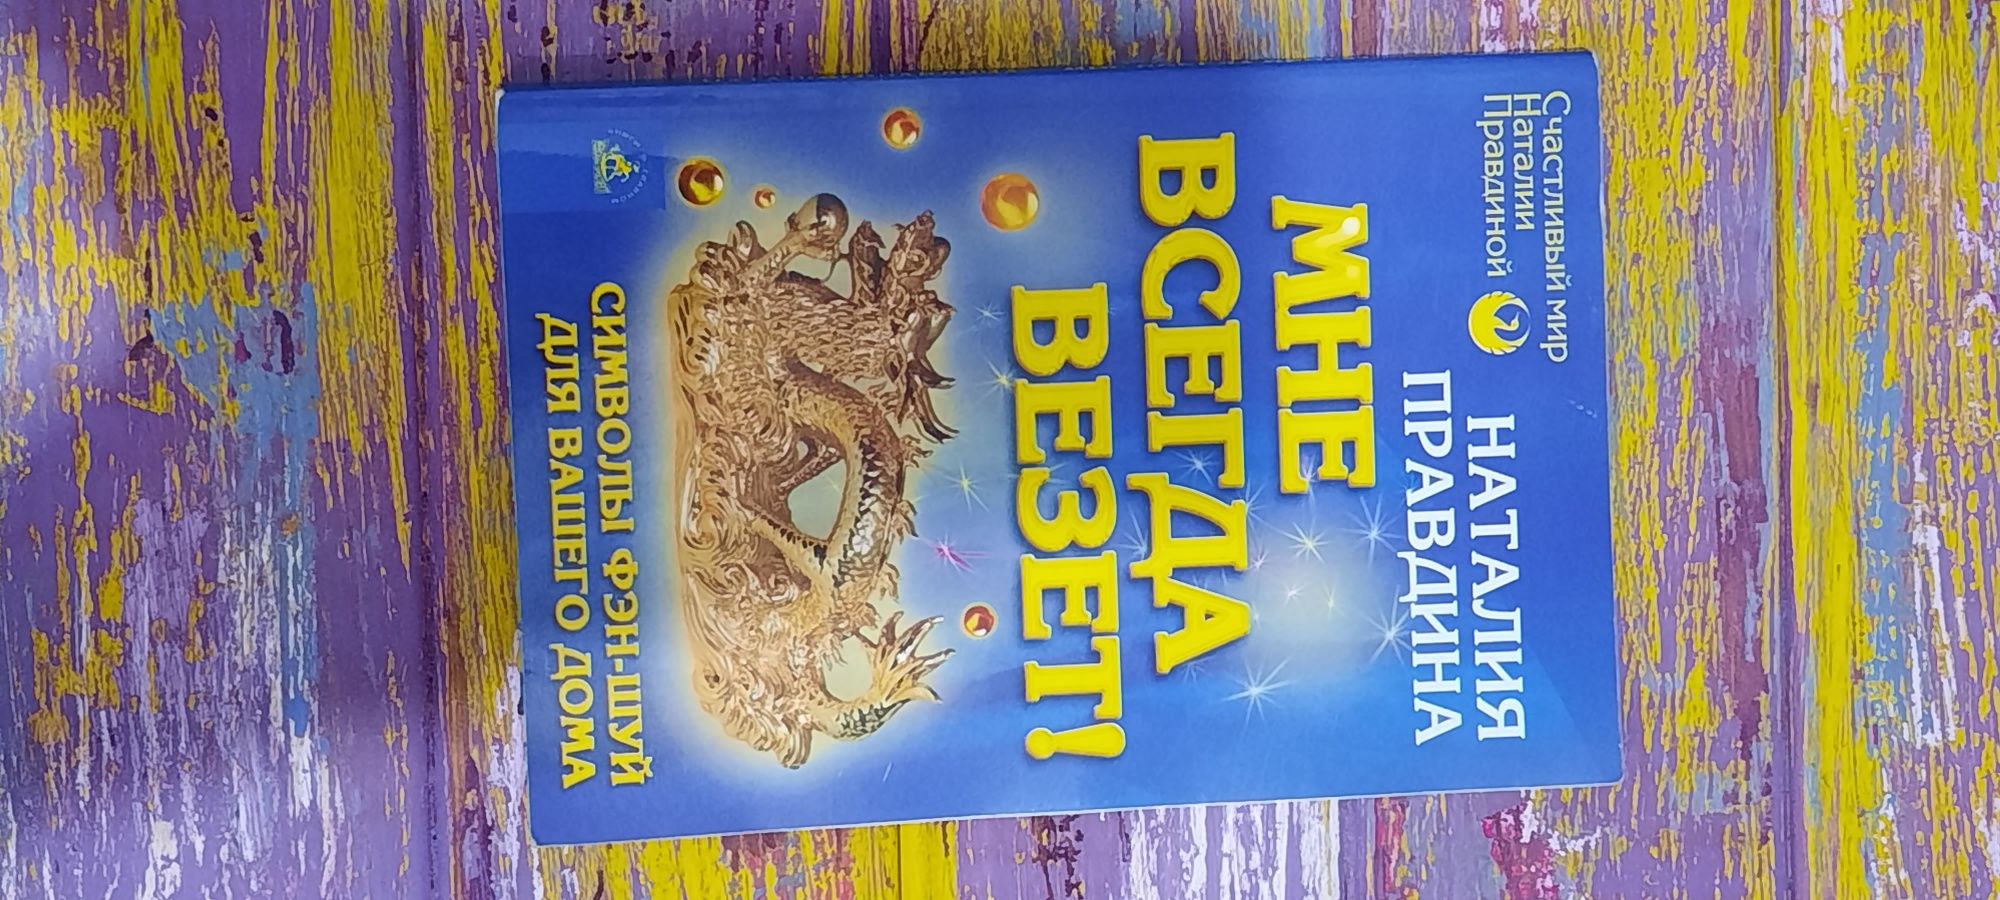 Счастливый мир
Наталии
Правдиной
НАТАЛИЯ
ПРАВДИНА
МНЕ
ВСЕГДА
ВЕЗЕТ!
СИМВОЛЫ ФЭН-ШУЙ
ДЛЯ ВАШЕГО ДОМА